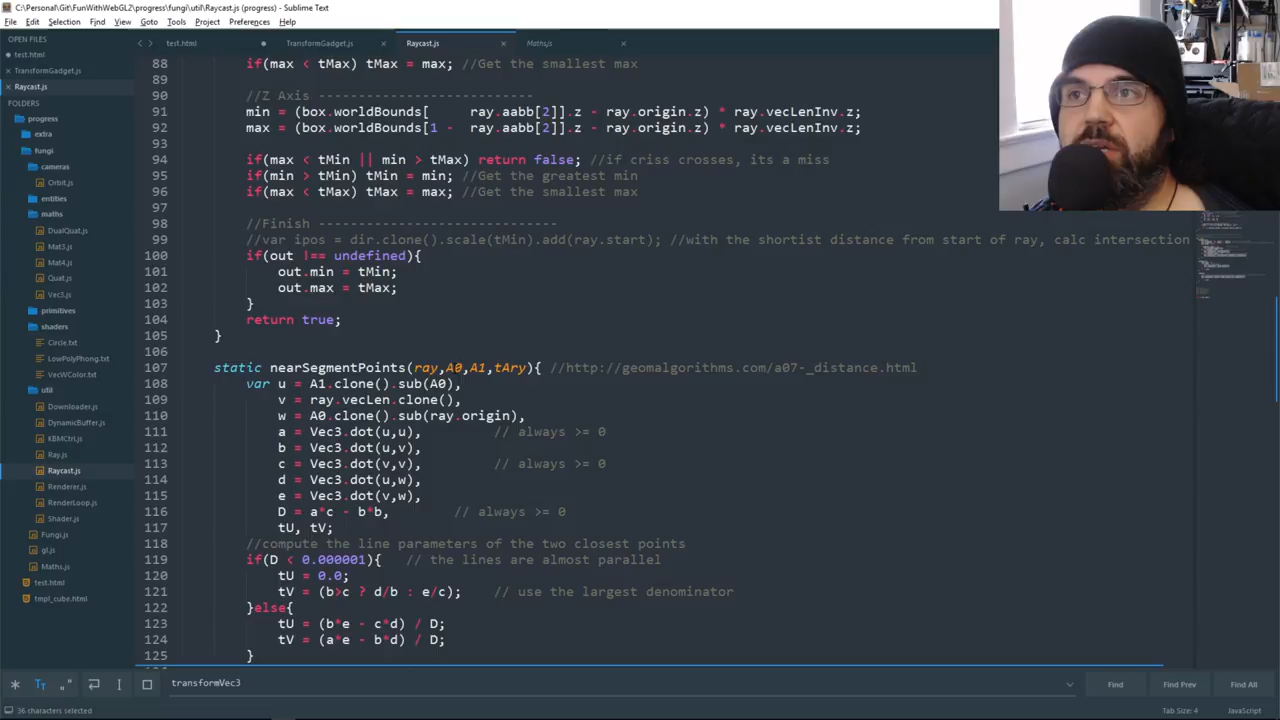 C:\Personal\Git\FunWithWebGL2\progress\fungi\util\Raycast.js (progress) - Sublime Text
File Edit Selection Find View Goto Tools Project Preferences Help
OPEN FILES
test.html
TransformGadget.js
Raycast.js
FOLDERS
progress
extra
fungi
cameras
Orbit.js
entities
maths
DualQuat.js
Mat3.js
Mat4.js
Quat.js
Vec3.js
primitives
shaders
Circle.txt
LowPolyPhong.txt
VecWColor.txt
util
Downloader.js
DynamicBuffer.js
KBMCtrl.js
Ray.js
Raycast.js
Renderer.js
RenderLoop.js
Shader.js
Fungi.js
gl.js
Maths.js
test.html
tmpl_cube.html
test.html TransformGadget.js Raycast.js Maths.js
88 if(max < tMax) tMax = max; //Get the smallest max
89
90 //Z Axis ---------------------------
91 min = (box.worldBounds[ ray.aabb[2]].z - ray.origin.z) * ray.vecLenInv.z;
92 max = (box.worldBounds[1 - ray.aabb[2]].z - ray.origin.z) * ray.vecLenInv.z;
93
94 if(max < tMin || min > tMax) return false; //if criss crosses, its a miss
95 if(min > tMin) tMin = min; //Get the greatest min
96 if(max < tMax) tMax = max; //Get the smallest max
97
98 //Finish ------------------------------
99 //var ipos = dir.clone().scale(tMin).add(ray.start); //with the shortist distance from start of ray, calc intersection
100 if(out !== undefined){
101 out.min = tMin;
102 out.max = tMax;
103 }
104 return true;
105 }
106
107 static nearSegmentPoints(ray,A0,A1,tAry){ //http://geomalgorithms.com/a07-_distance.html
108 var u = A1.clone().sub(A0),
109 v = ray.vecLen.clone(),
110 w = A0.clone().sub(ray.origin),
111 a = Vec3.dot(u,u), // always >= 0
112 b = Vec3.dot(u,v),
113 c = Vec3.dot(v,v), // always >= 0
114 d = Vec3.dot(u,w),
115 e = Vec3.dot(v,w),
116 D = a*c - b*b, // always >= 0
117 tU, tV;
118 //compute the line parameters of the two closest points
119 if(D < 0.000001){ // the lines are almost parallel
120 tU = 0.0;
121 tV = (b>c ? d/b : e/c); // use the largest denominator
122 }else{
123 tU = (b*e - c*d) / D;
124 tV = (a*e - b*d) / D;
125 }
transformVec3
Find Find Prev Find All
36 characters selected
Tab Size: 4 JavaScript